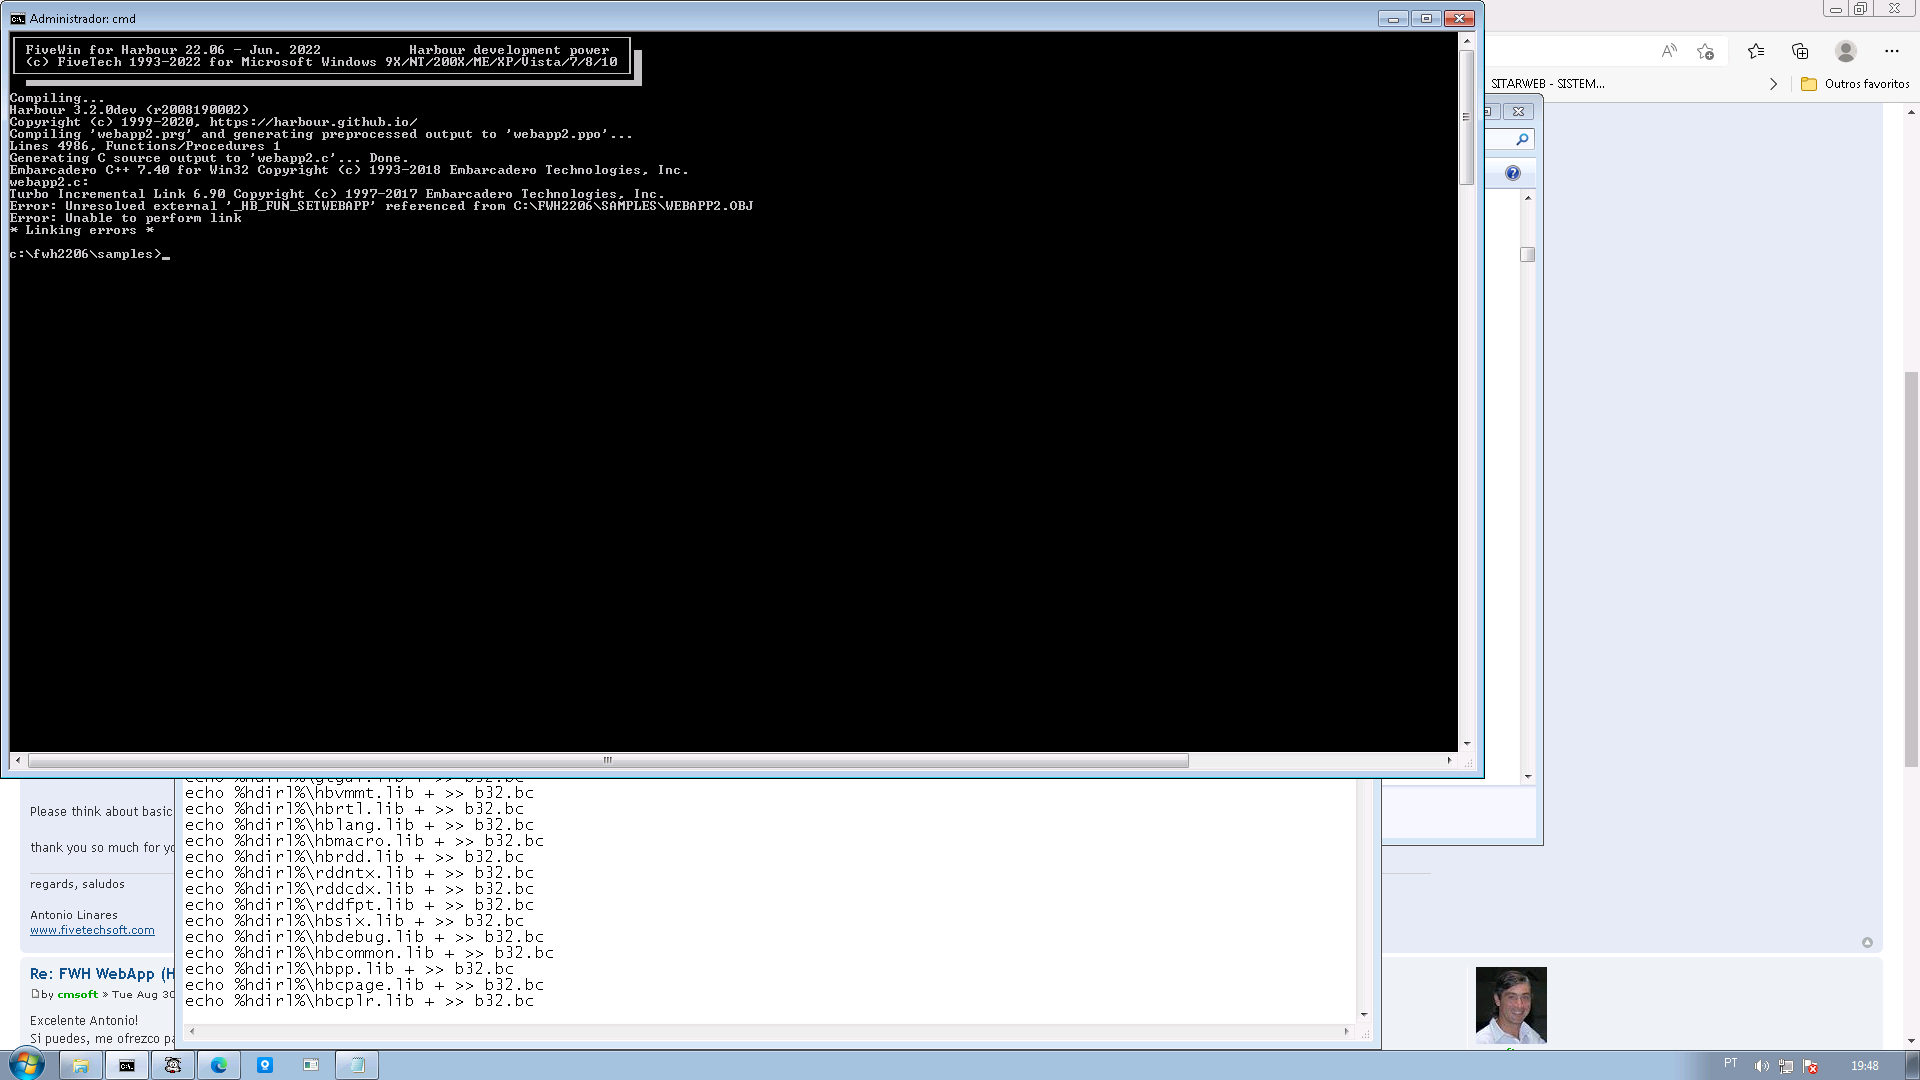 Administrador: cmd
FiveWin for Harbour 22.06 - Jun. 2022 Harbour development power
(c) FiveTech 1993-2022 for Microsoft Windows 9X/NT/200X/ME/XP/Vista/7/8/10
Compiling...
Harbour 3.2.0dev (r2008190002)
Copyright (c) 1999-2020, https://harbour.github.io/
Compiling 'webapp2.prg' and generating preprocessed output to 'webapp2.ppo'...
Lines 4986, Functions/Procedures 1
Generating C source output to 'webapp2.c'... Done.
Embarcadero C++ 7.40 for Win32 Copyright (c) 1993-2018 Embarcadero Technologies, Inc.
webapp2.c:
Turbo Incremental Link 6.90 Copyright (c) 1997-2017 Embarcadero Technologies, Inc.
Error: Unresolved external '_HB_FUN_SETWEBAPP' referenced from C:\FWH2206\SAMPLES\WEBAPP2.OBJ
Error: Unable to perform link
* Linking errors *
c:\fwh2206\samples>_
SITARWEB - SISTEM...
Outros favoritos
echo %hdirl%\hbvmmt.lib + >> b32.bc
echo %hdirl%\hbrtl.lib + >> b32.bc
echo %hdirl%\hblang.lib + >> b32.bc
echo %hdirl%\hbmacro.lib + >> b32.bc
echo %hdirl%\hbrdd.lib + >> b32.bc
echo %hdirl%\rddntx.lib + >> b32.bc
echo %hdirl%\rddcdx.lib + >> b32.bc
echo %hdirl%\rddfpt.lib + >> b32.bc
echo %hdirl%\hbsix.lib + >> b32.bc
echo %hdirl%\hbdebug.lib + >> b32.bc
echo %hdirl%\hbcommon.lib + >> b32.bc
echo %hdirl%\hbpp.lib + >> b32.bc
echo %hdirl%\hbcpage.lib + >> b32.bc
echo %hdirl%\hbcplr.lib + >> b32.bc
Please think about basic
thank you so much for yo
regards, saludos
Antonio Linares
www.fivetechsoft.com
Re: FWH WebApp (H
by cmsoft » Tue Aug 30
Excelente Antonio!
Si puedes, me ofrezco pa
PT
19:48